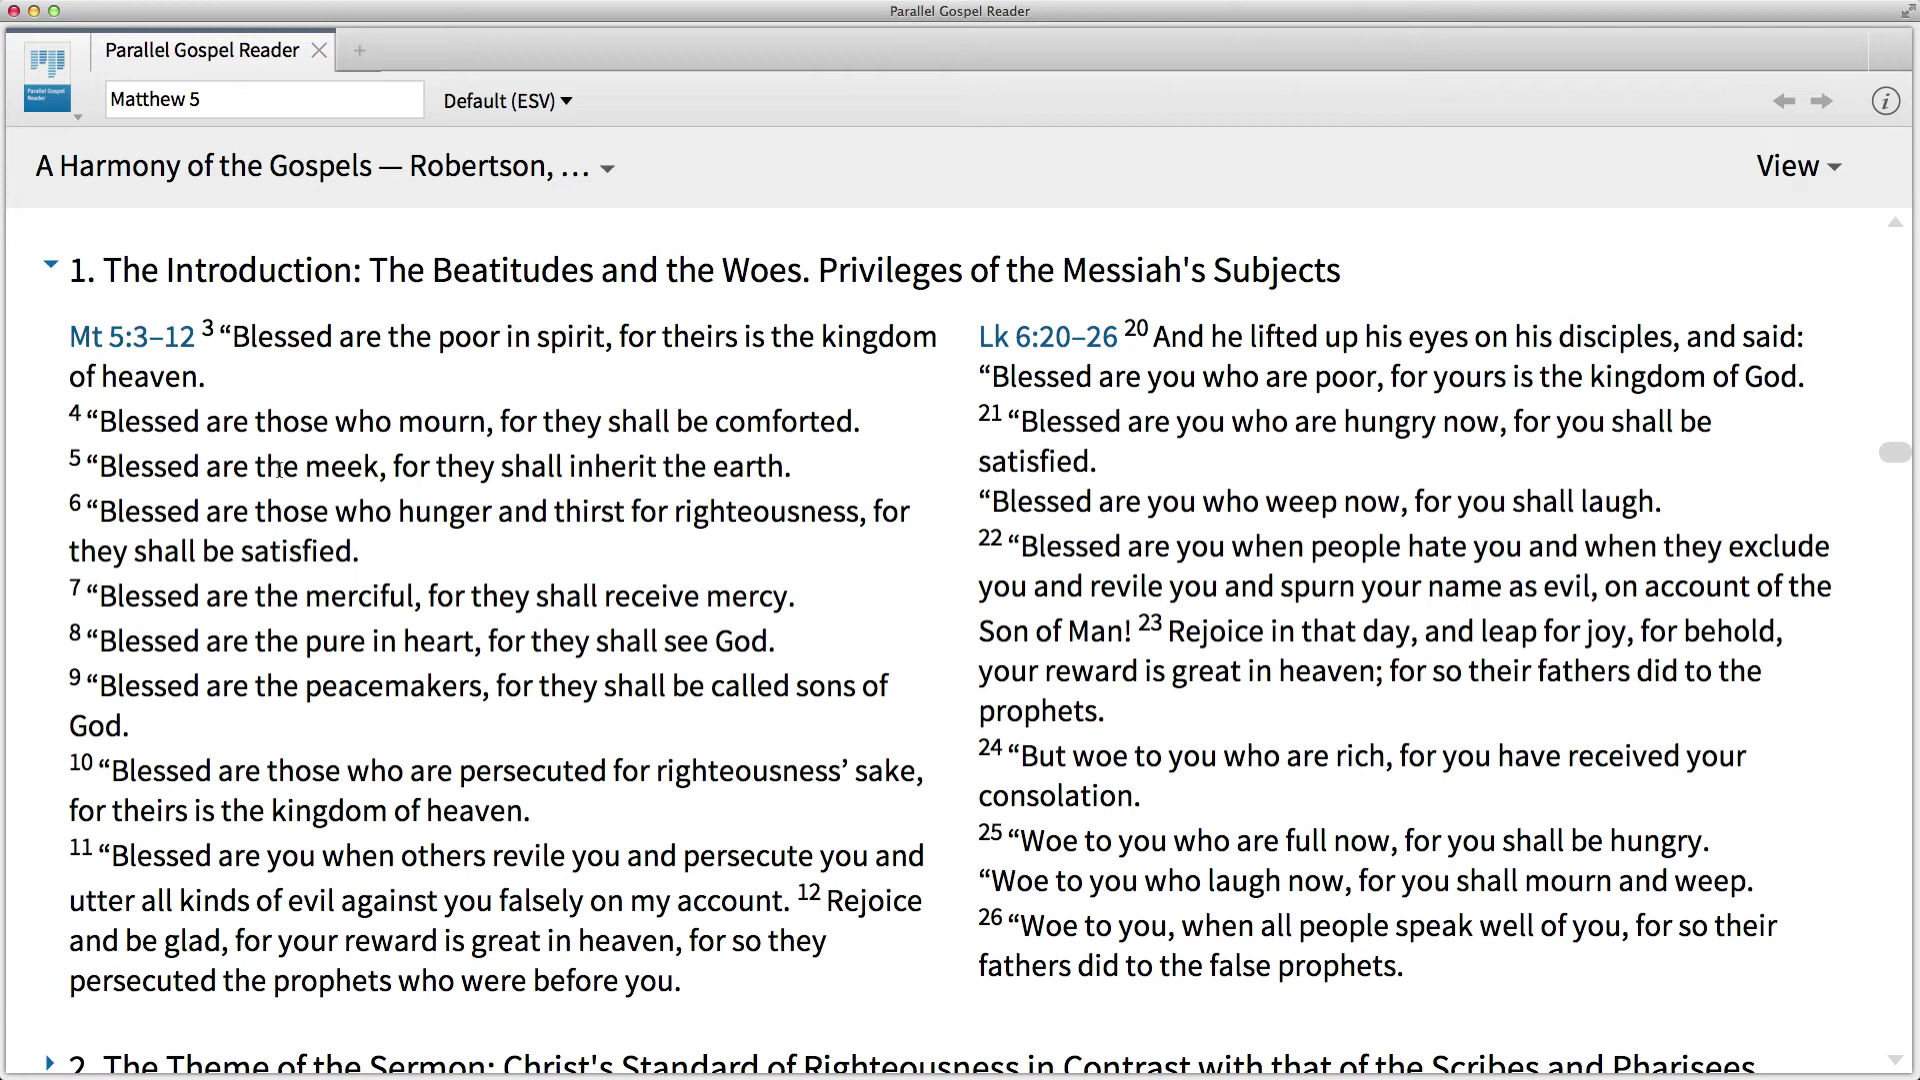 Parallel Gospel Reader
Parallel Gospel Reader
Parallel Gospel
Reader
Matthew 5
Default (ESV)
A Harmony of the Gospels — Robertson, …
View
1. The Introduction: The Beatitudes and the Woes. Privileges of the Messiah's Subjects
Mt 5:3–12 3 “Blessed are the poor in spirit, for theirs is the kingdom
of heaven.
4 “Blessed are those who mourn, for they shall be comforted.
5 “Blessed are the meek, for they shall inherit the earth.
6 “Blessed are those who hunger and thirst for righteousness, for
they shall be satisfied.
7 “Blessed are the merciful, for they shall receive mercy.
8 “Blessed are the pure in heart, for they shall see God.
9 “Blessed are the peacemakers, for they shall be called sons of
God.
10 “Blessed are those who are persecuted for righteousness’ sake,
for theirs is the kingdom of heaven.
11 “Blessed are you when others revile you and persecute you and
utter all kinds of evil against you falsely on my account. 12 Rejoice
and be glad, for your reward is great in heaven, for so they
persecuted the prophets who were before you.
Lk 6:20–26 20 And he lifted up his eyes on his disciples, and said:
“Blessed are you who are poor, for yours is the kingdom of God.
21 “Blessed are you who are hungry now, for you shall be
satisfied.
“Blessed are you who weep now, for you shall laugh.
22 “Blessed are you when people hate you and when they exclude
you and revile you and spurn your name as evil, on account of the
Son of Man! 23 Rejoice in that day, and leap for joy, for behold,
your reward is great in heaven; for so their fathers did to the
prophets.
24 “But woe to you who are rich, for you have received your
consolation.
25 “Woe to you who are full now, for you shall be hungry.
“Woe to you who laugh now, for you shall mourn and weep.
26 “Woe to you, when all people speak well of you, for so their
fathers did to the false prophets.
2. The Theme of the Sermon: Christ's Standard of Righteousness in Contrast with that of the Scribes and Pharisees